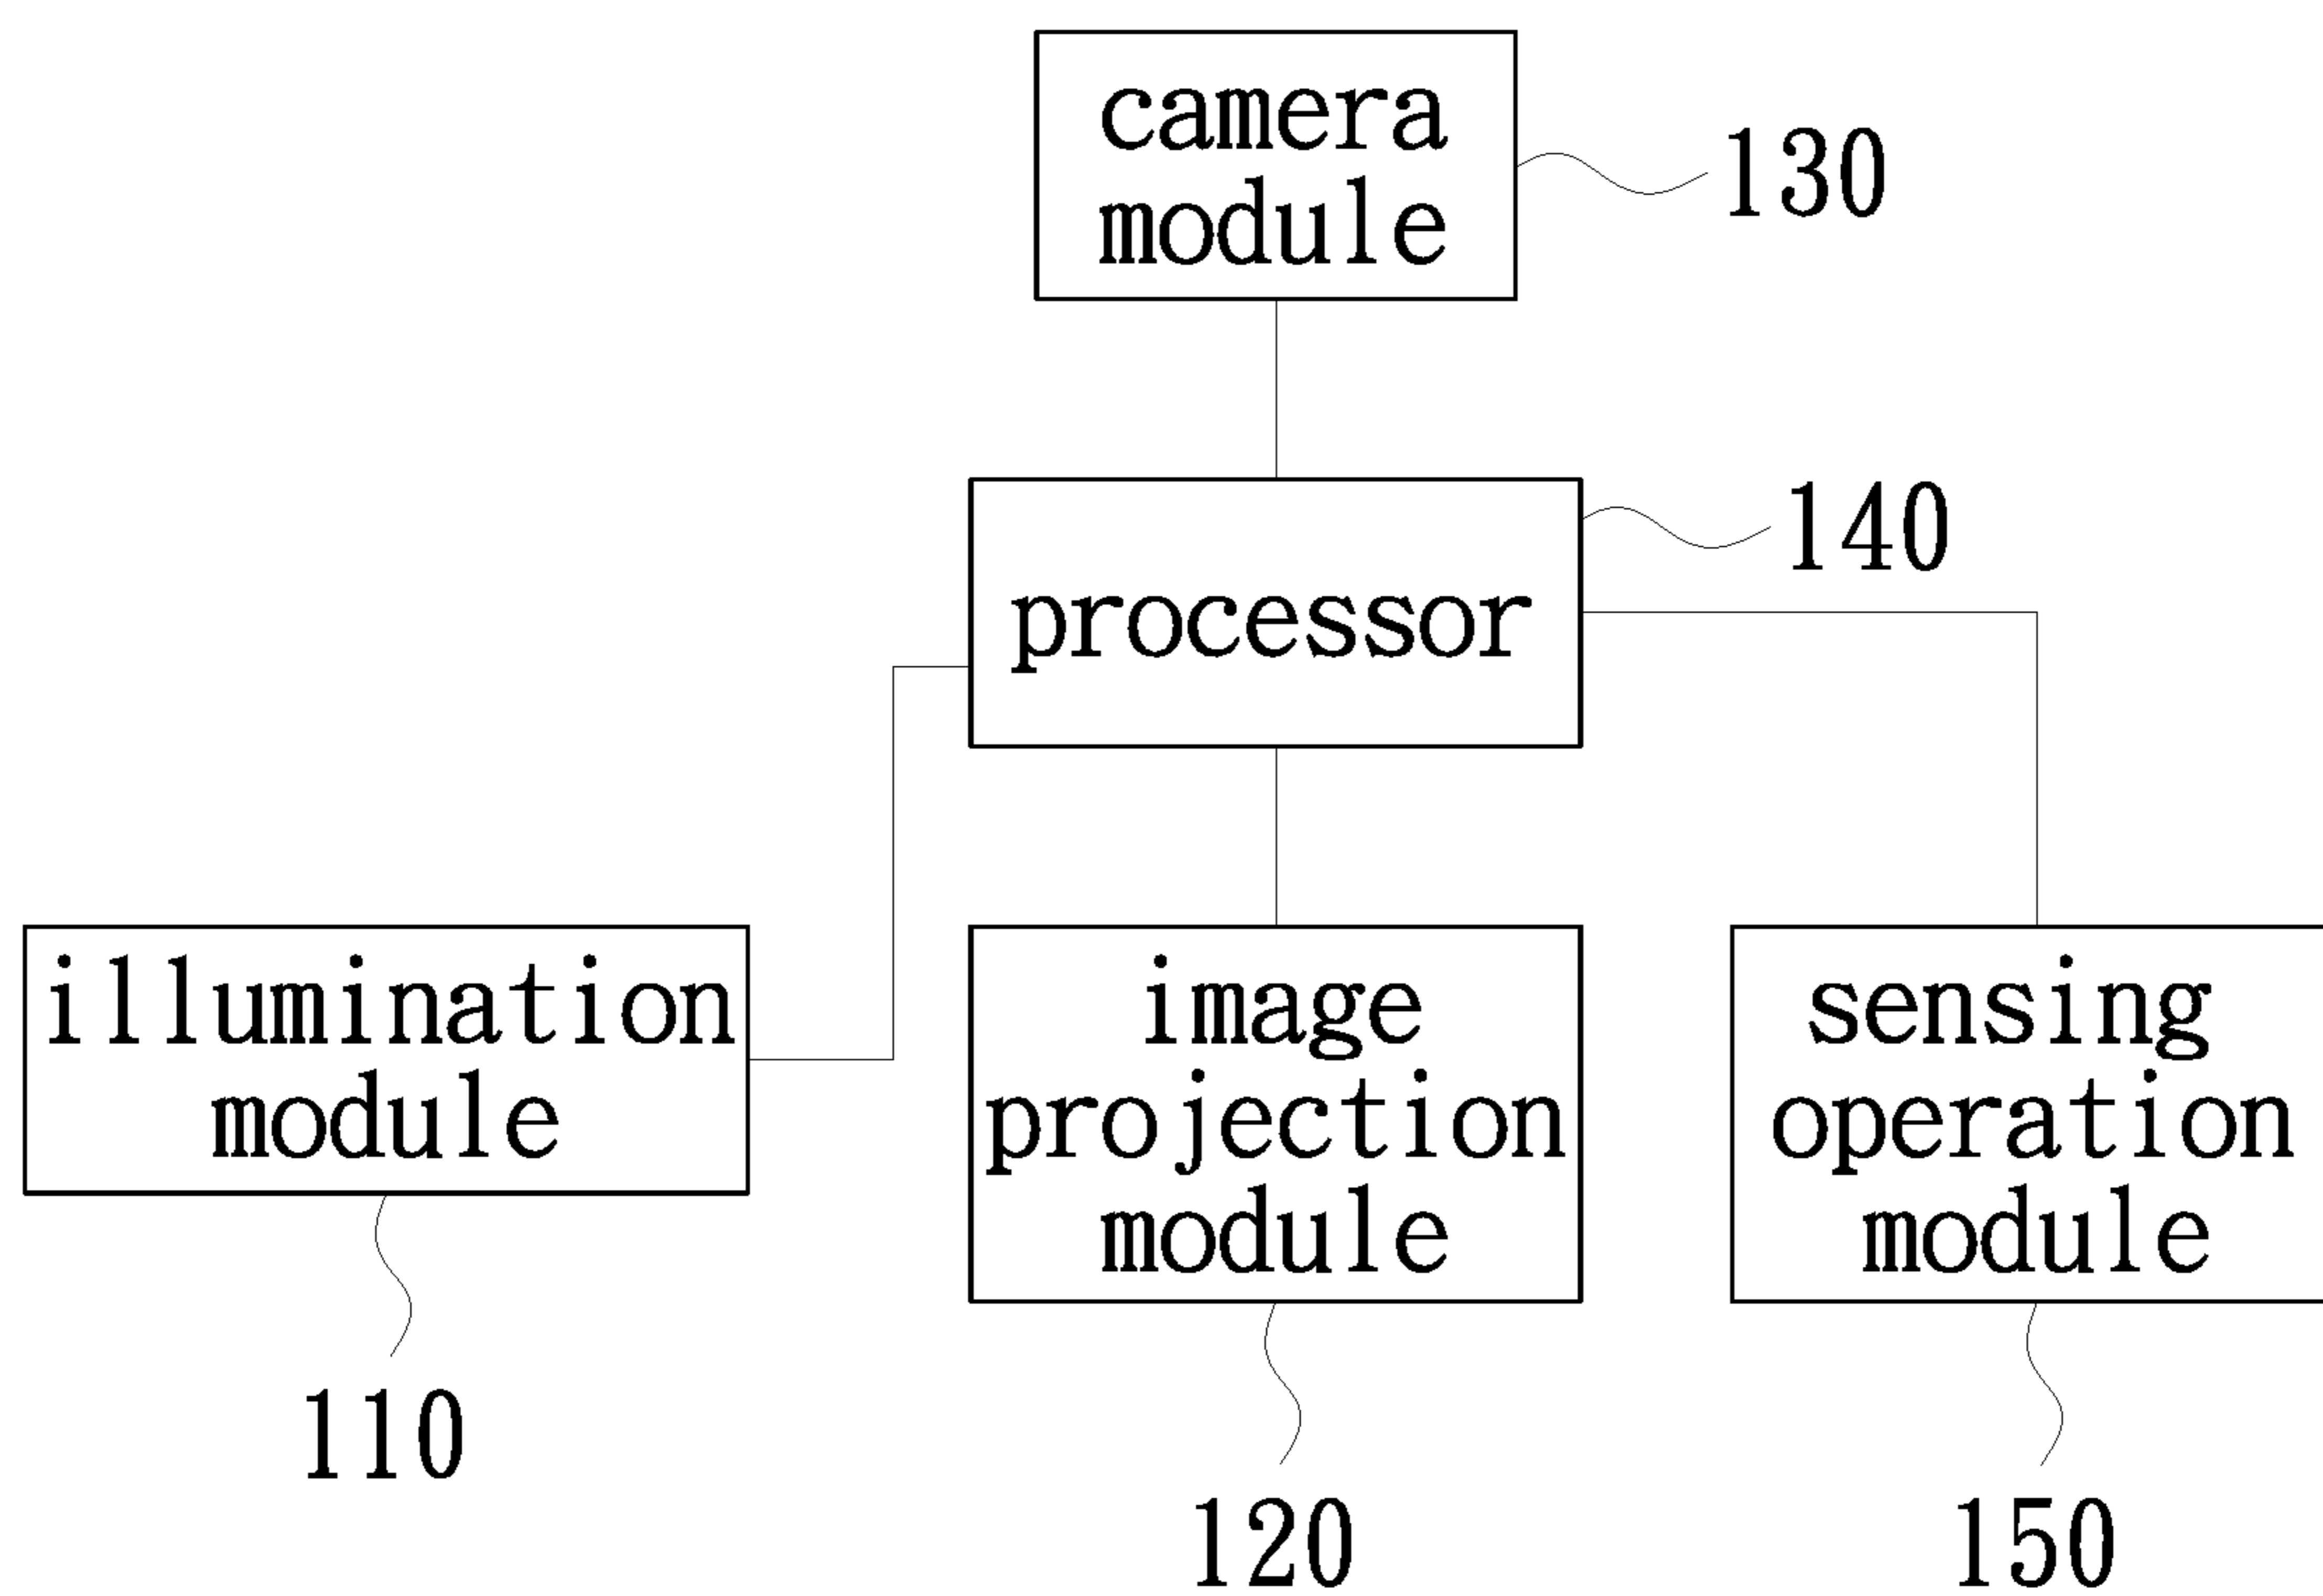 camera
module
130
140
processor
illumination
module
image
projection
module
sensing
operation
module
110
120
150